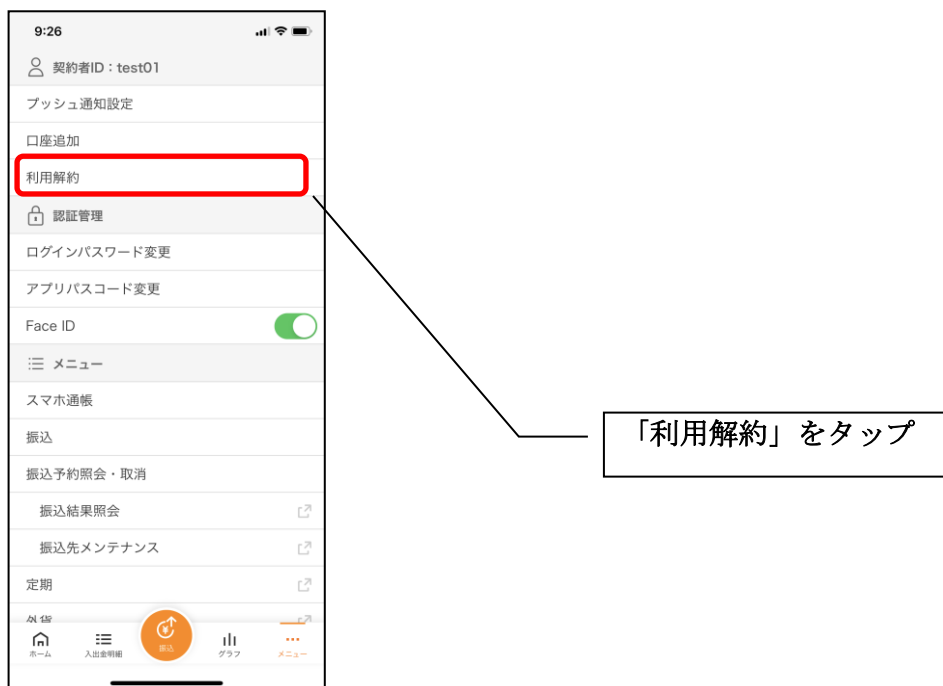 9:26
契約者ID：test01
プッシュ通知設定
口座追加
利用解約
認証管理
ログインパスワード変更
アプリパスコード変更
Face ID
メニュー
スマホ通帳
振込
「利用解約」をタップ
振込予約照会・取消
振込結果照会
振込先メンテナンス
定期
外貨
振込
ホーム 入出金明細 グラフ メニュー